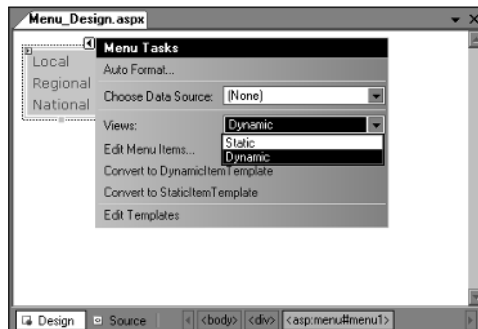 Menu_Design.aspx
Menu Tasks
Local
Regional
National
Auto Format...
Choose Data Source: (None)
Views: Dynamic
Static
Dynamic
Edit Menu Items...
Convert to DynamicItemTemplate
Convert to StaticItemTemplate
Edit Templates
Design Source <body> <div> <asp:menu#menu1>